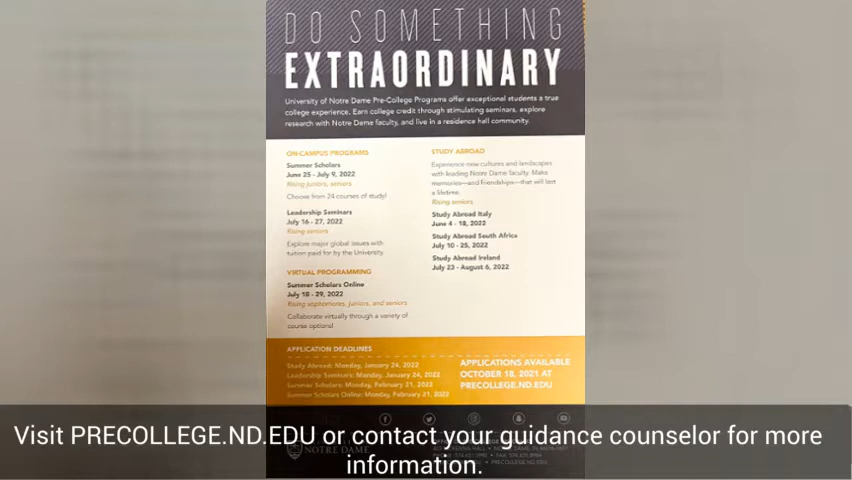 DO SOMETHING
EXTRAORDINARY
University of Notre Dame Pre-College Programs offer exceptional students a true
college experience. Earn college credit through stimulating seminars, explore
research with Notre Dame faculty, and live in a residence hall community.
ON-CAMPUS PROGRAMS
Summer Scholars
June 25 - July 9, 2022
Rising juniors, seniors
Choose from 24 courses of study!
Leadership Seminars
July 16 - 27, 2022
Rising seniors
Explore major global issues with
tuition paid for by the University.
VIRTUAL PROGRAMMING
Summer Scholars Online
July 18 - 29, 2022
Rising sophomores, juniors, and seniors
Collaborate virtually through a variety of
course options!
STUDY ABROAD
Experience new cultures and landscapes
with leading Notre Dame faculty. Make
memories—and friendships—that will last
a lifetime.
Rising seniors
Study Abroad Italy
June 4 - 18, 2022
Study Abroad South Africa
July 10 - 25, 2022
Study Abroad Ireland
July 23 - August 6, 2022
APPLICATION DEADLINES
Study Abroad: Monday, January 24, 2022
Leadership Seminars: Monday, January 24, 2022
Summer Scholars: Monday, February 21, 2022
Summer Scholars Online: Monday, February 21, 2022
APPLICATIONS AVAILABLE
OCTOBER 18, 2021 AT
PRECOLLEGE.ND.EDU
Visit PRECOLLEGE.ND.EDU or contact your guidance counselor for more
information.
NOTRE DAME
PRECOLLEGE.ND.EDU